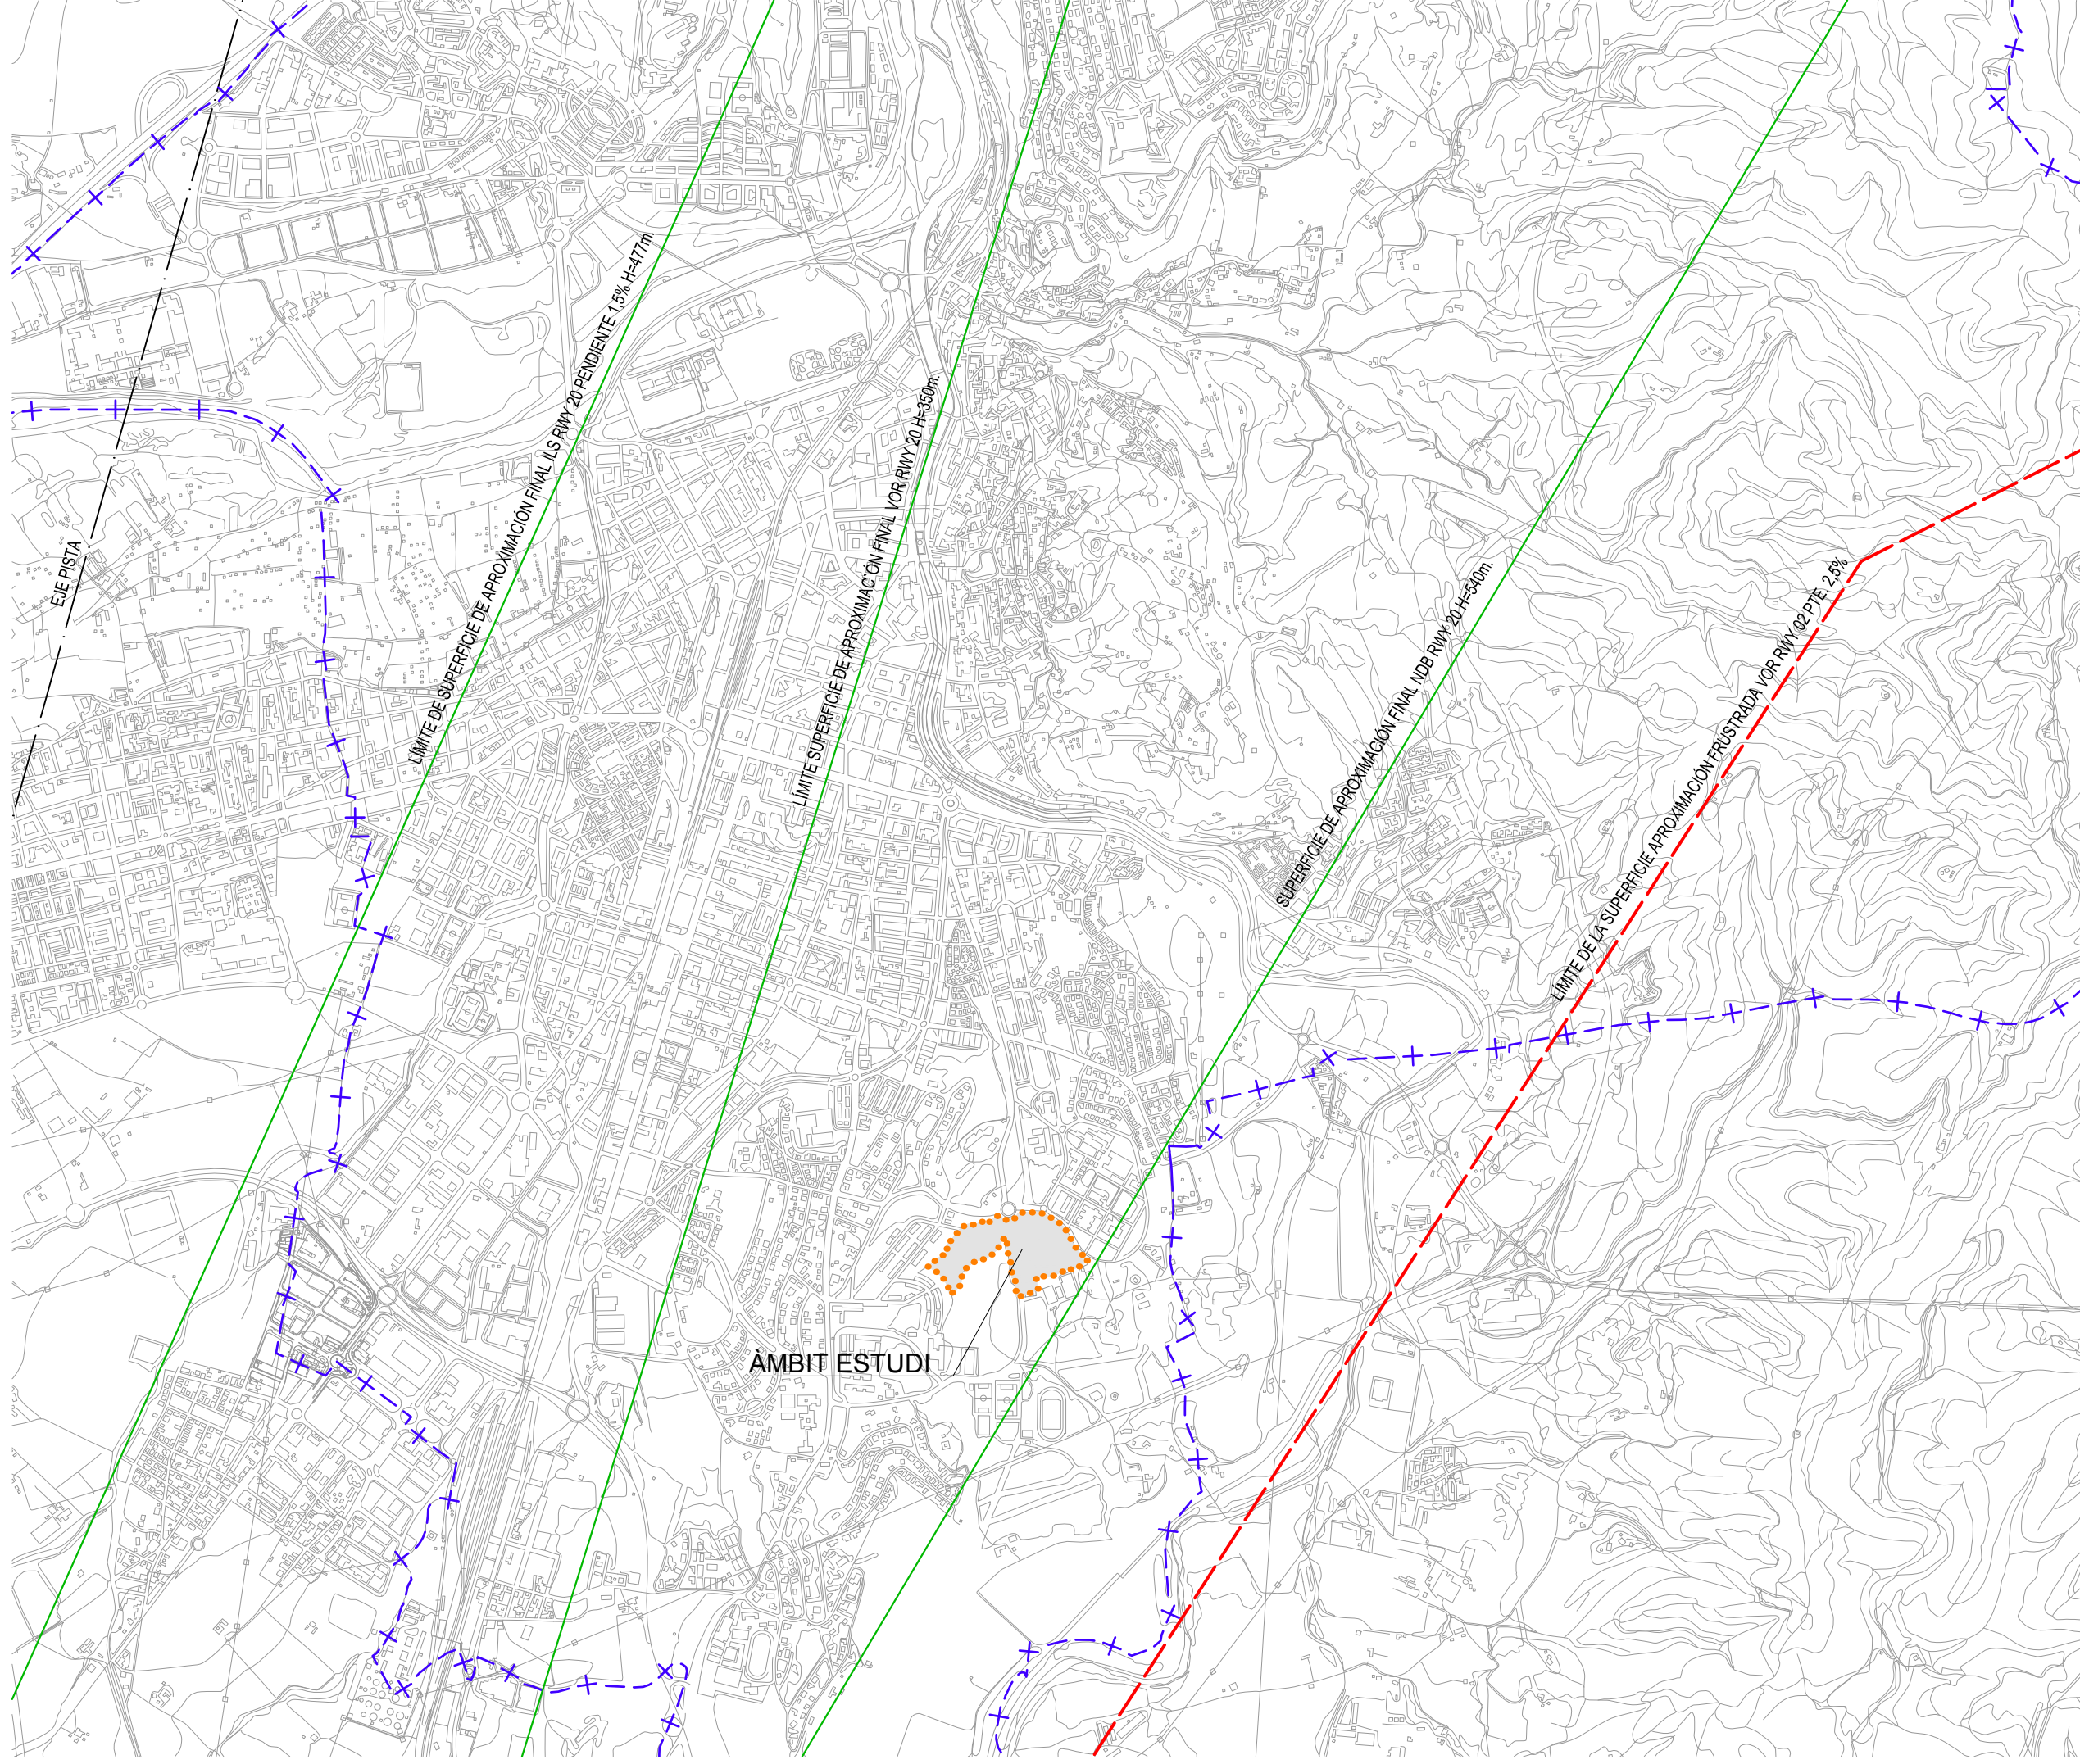 EJE PISTA
LÍMITE DE SUPERFICIE DE APROXIMACIÓN FINAL ILS RWY 20 PENDIENTE 1,5% H=477m.
LÍMITE SUPERFICIE DE APROXIMACIÓN FINAL VOR RWY 20 H=350m.
SUPERFICIE DE APROXIMACION FINAL NDB RWY 20 H=540m.
LÍMITE DE LA SUPERFICIE APROXIMACIÓN FRUSTRADA VOR RWY 02 PTE. 2,5%
ÀMBIT ESTUDI